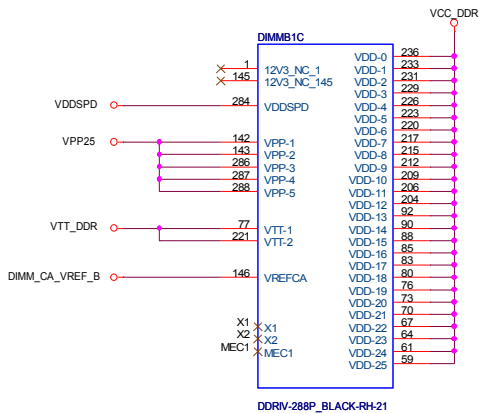 VCC_DDR
DIMMB1C
VDD-0 236
1 12V3_NC_1 VDD-1 233
145 12V3_NC_145 VDD-2 231
VDD-3 229
VDDSPD 284 VDDSPD VDD-4 226
VDD-5 223
VDD-6 220
VPP25 142 VPP-1 VDD-7 217
143 VPP-2 VDD-8 215
286 VPP-3 VDD-9 212
287 VPP-4 VDD-10 209
288 VPP-5 VDD-11 206
VDD-12 204
VDD-13 92
VTT_DDR 77 VTT-1 VDD-14 90
221 VTT-2 VDD-15 88
VDD-16 85
VDD-17 83
DIMM_CA_VREF_B 146 VREFCA VDD-18 80
VDD-19 76
VDD-20 73
VDD-21 70
X1 X1 VDD-22 67
X2 X2 VDD-23 64
MEC1 MEC1 VDD-24 61
VDD-25 59
DDRIV-288P_BLACK-RH-21